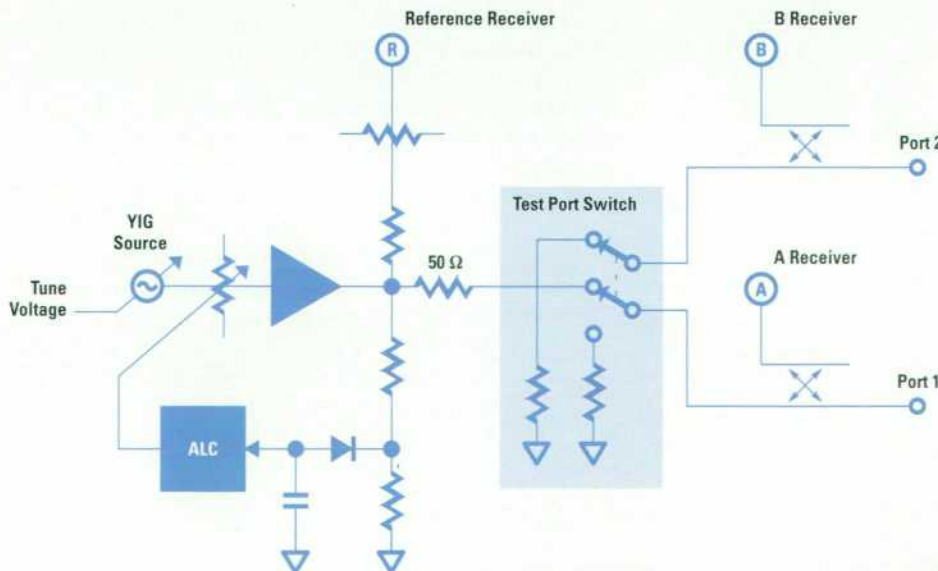 Reference Receiver
R
B Receiver
B
Port 2
YIG
Source
Test Port Switch
50 Ω
A Receiver
A
Tune
Voltage
Port 1
ALC